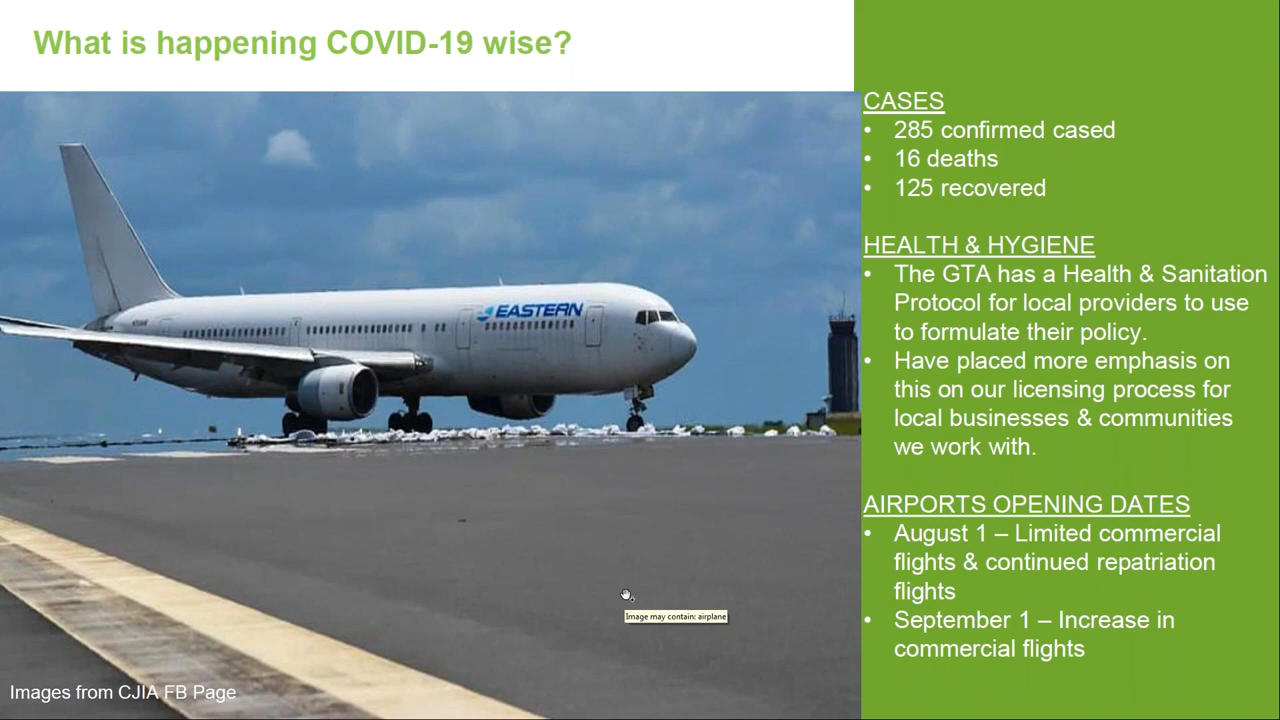 What is happening COVID-19 wise?
EASTERN
CASES
• 285 confirmed cased
• 16 deaths
• 125 recovered
HEALTH & HYGIENE
• The GTA has a Health & Sanitation
Protocol for local providers to use
to formulate their policy.
• Have placed more emphasis on
this on our licensing process for
local businesses & communities
we work with.
AIRPORTS OPENING DATES
• August 1 – Limited commercial
flights & continued repatriation
flights
• September 1 – Increase in
commercial flights
Image may contain: airplane
Images from CJIA FB Page